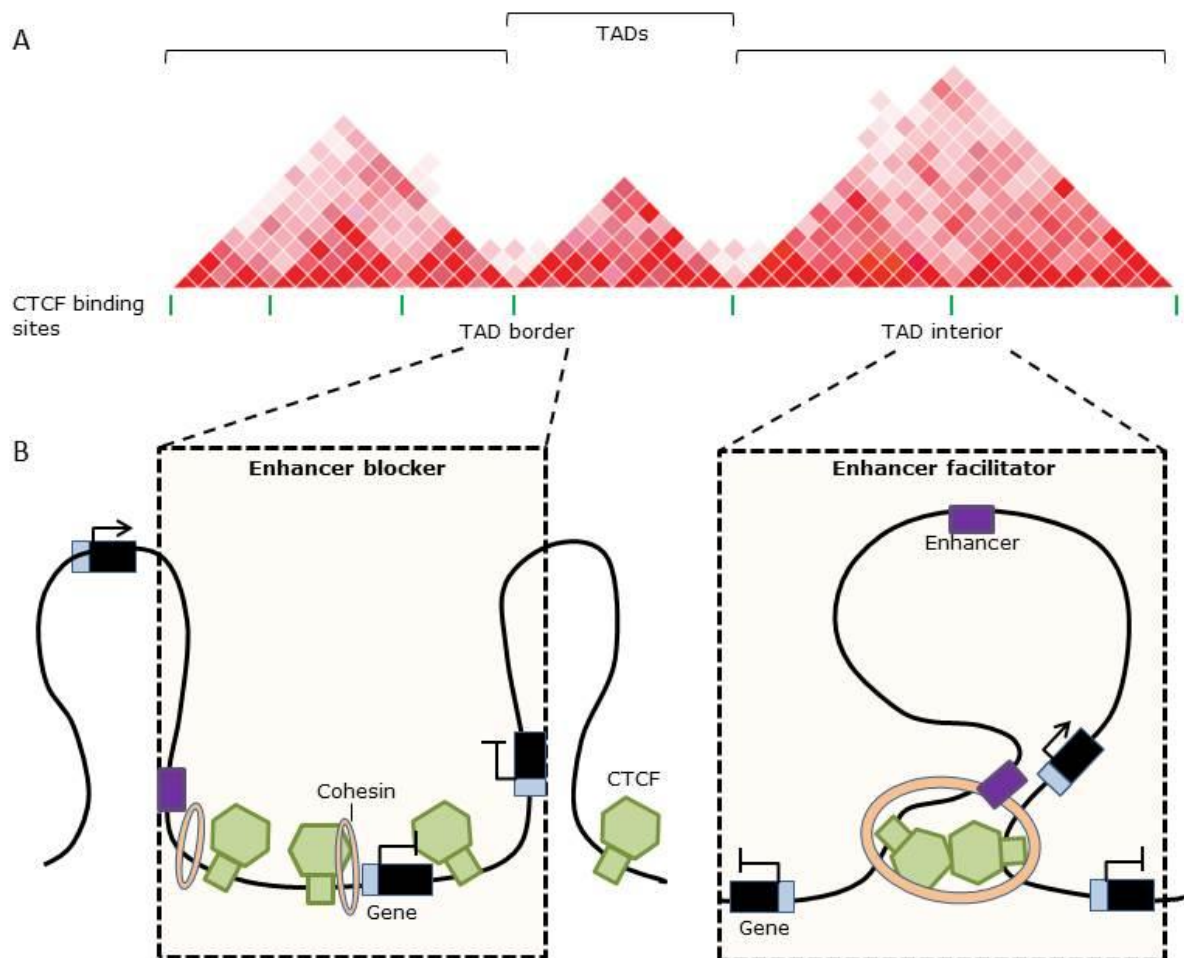 A
TADs
CTCF binding
sites
TAD border
TAD interior
B
Enhancer blocker
Enhancer facilitator
Enhancer
Cohesin
CTCF
Gene
Gene